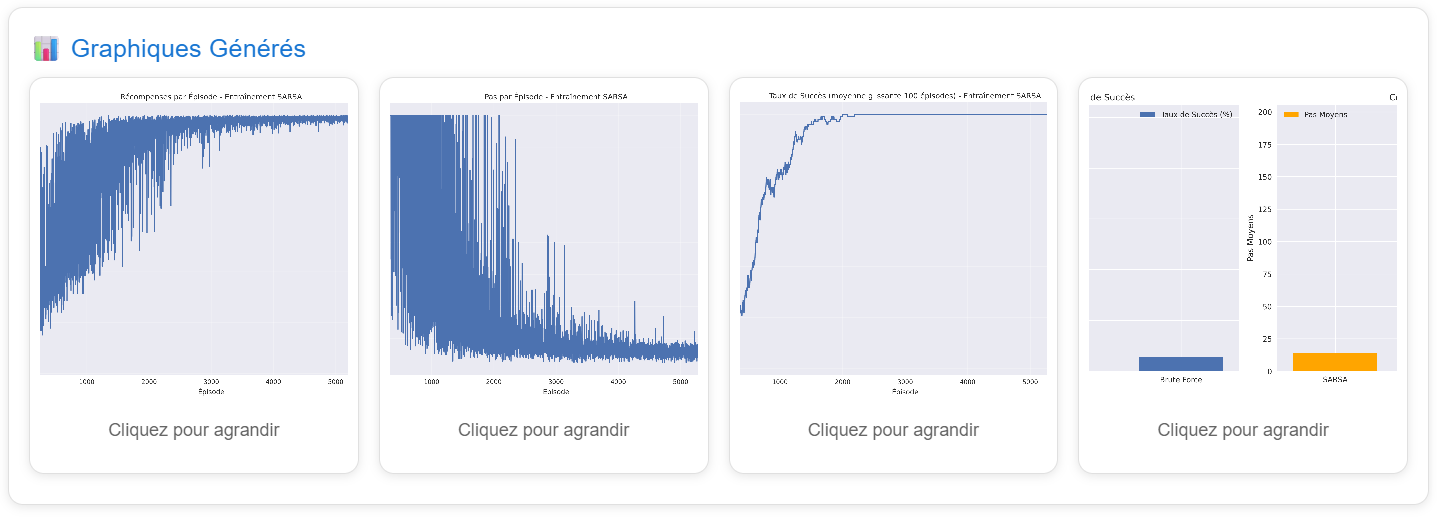 Graphiques Générés
Récompenses par Épisode - Entraînement SARSA
1000 2000 3000 4000 5000
Épisode
Cliquez pour agrandir
Pas par Épisode - Entraînement SARSA
1000 2000 3000 4000 5000
Épisode
Cliquez pour agrandir
Taux de Succès (moyenne glissante 100 épisodes) - Entraînement SARSA
1000 2000 3000 4000 5000
Épisode
Cliquez pour agrandir
de Succès
Taux de Succès (%)
Brute Force
Pas Moyens
200
175
150
125
100
75
50
25
0
Pas Moyens
SARSA
Cliquez pour agrandir